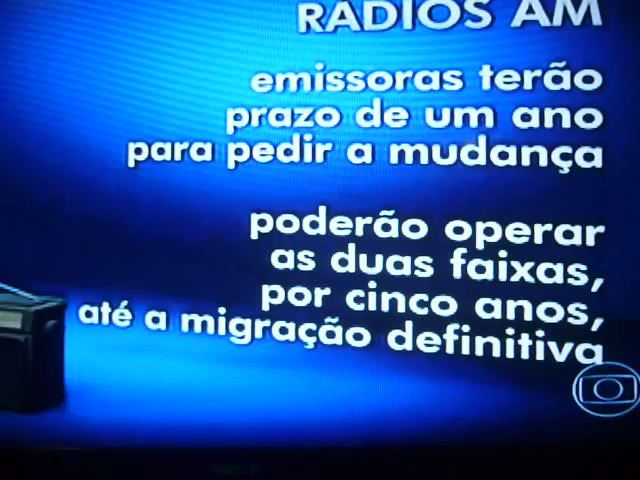 RÁDIOS AM
emissoras terão
prazo de um ano
para pedir a mudança
poderão operar
as duas faixas,
por cinco anos,
até a migração definitiva